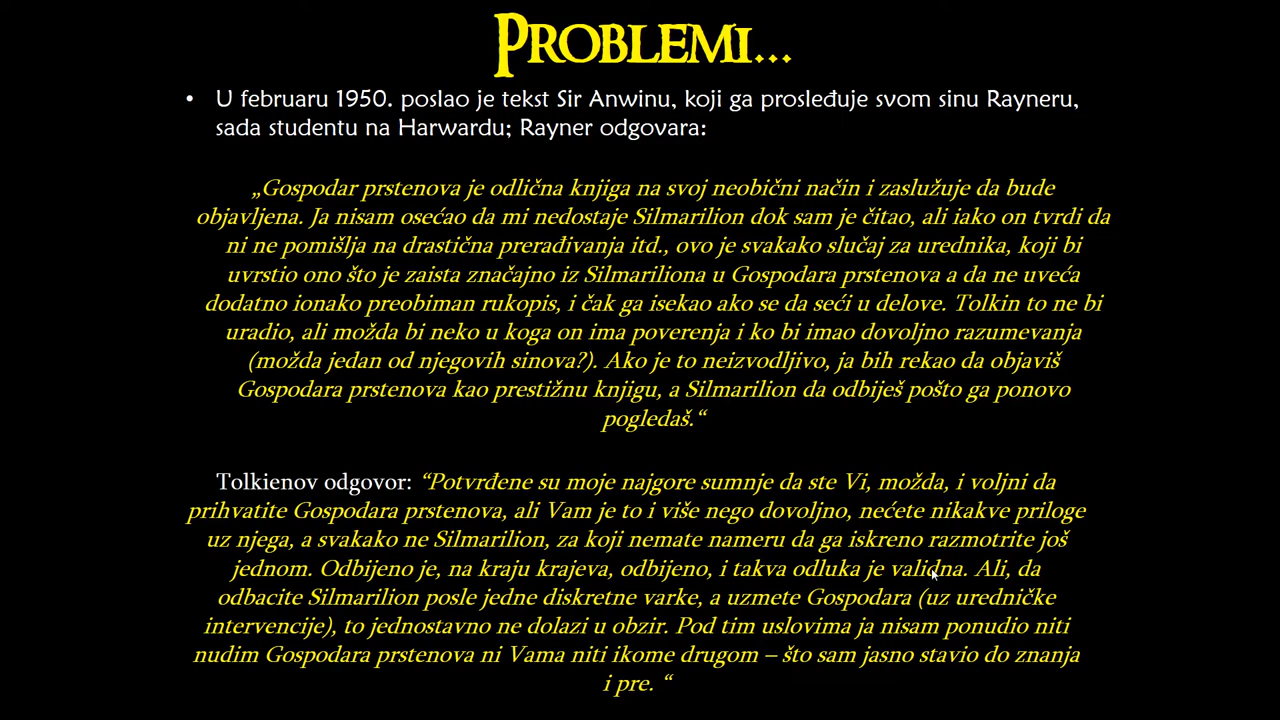 PROBLEMI...
• U februaru 1950. poslao je tekst Sir Anwinu, koji ga prosleđuje svom sinu Rayneru,
sada studentu na Harwardu; Rayner odgovara:
„Gospodar prstenova je odlična knjiga na svoj neobični način i zaslužuje da bude
objavljena. Ja nisam osećao da mi nedostaje Silmarilion dok sam je čitao, ali iako on tvrdi da
ni ne pomišlja na drastična prerađivanja itd., ovo je svakako slučaj za urednika, koji bi
uvrstio ono što je zaista značajno iz Silmariliona u Gospodara prstenova a da ne uveća
dodatno ionako preobiman rukopis, i čak ga isekao ako se da seći u delove. Tolkin to ne bi
uradio, ali možda bi neko u koga on ima poverenja i ko bi imao dovoljno razumevanja
(možda jedan od njegovih sinova?). Ako je to neizvodljivo, ja bih rekao da objaviš
Gospodara prstenova kao prestižnu knjigu, a Silmarilion da odbiješ pošto ga ponovo
pogledaš.“
Tolkienov odgovor: “Potvrđene su moje najgore sumnje da ste Vi, možda, i voljni da
prihvatite Gospodara prstenova, ali Vam je to i više nego dovoljno, nećete nikakve priloge
uz njega, a svakako ne Silmarilion, za koji nemate nameru da ga iskreno razmotrite još
jednom. Odbijeno je, na kraju krajeva, odbijeno, i takva odluka je validna. Ali, da
odbacite Silmarilion posle jedne diskretne varke, a uzmete Gospodara (uz uredničke
intervencije), to jednostavno ne dolazi u obzir. Pod tim uslovima ja nisam ponudio niti
nudim Gospodara prstenova ni Vama niti ikome drugom – što sam jasno stavio do znanja
i pre. “